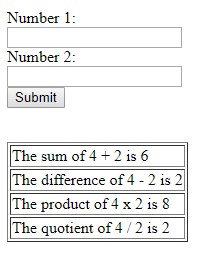 Number 1:
Number 2:
Submit
The sum of 4 + 2 is 6
The difference of 4 - 2 is 2
The product of 4 x 2 is 8
The quotient of 4 / 2 is 2